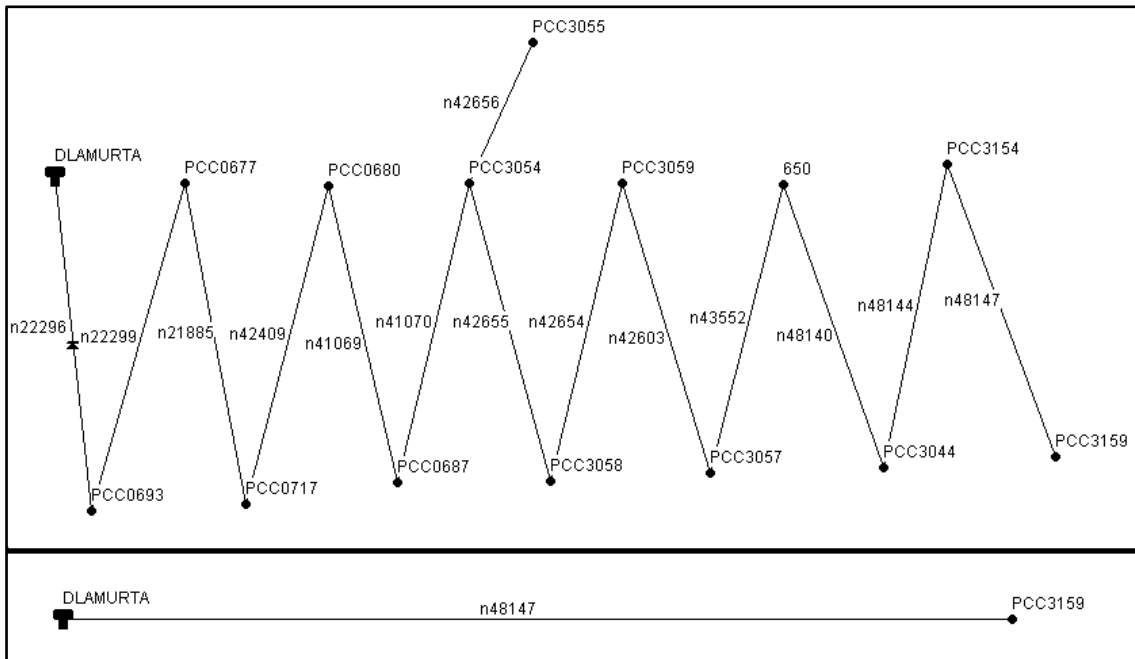 PCC3055
n42656
DLAMURTA
PCC0677
PCC0680
PCC3054
PCC3059
650
PCC3154
n22296
n22299
n21885
n42409
n41069
n41070
n42655
n42654
n42603
n43552
n48140
n48144
n48147
PCC0693
PCC0717
PCC0687
PCC3058
PCC3057
PCC3044
PCC3159
DLAMURTA
n48147
PCC3159